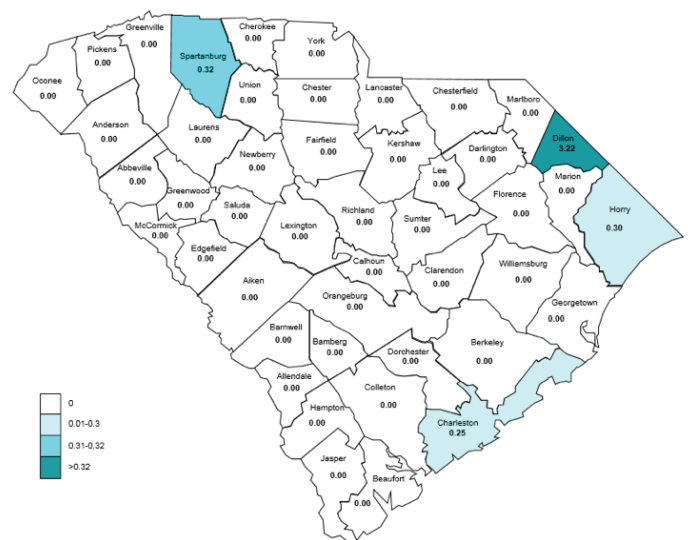 Greenville
0.00
Cherokee
0.00
Pickens
0.00
Spartanburg
0.32
York
0.00
Oconee
0.00
Union
0.00
Chester
0.00
Lancaster
0.00
Chesterfield
0.00
Marlboro
0.00
Anderson
0.00
Laurens
0.00
Fairfield
0.00
Kershaw
0.00
Darlington
0.00
Dillon
3.22
Abbeville
0.00
Newberry
0.00
Lee
0.00
Marion
0.00
Greenwood
0.00
Saluda
0.00
Richland
0.00
Sumter
0.00
Florence
0.00
Horry
0.30
McCormick
0.00
Edgefield
0.00
Lexington
0.00
Calhoun
0.00
Clarendon
0.00
Williamsburg
0.00
Aiken
0.00
Orangeburg
0.00
Georgetown
0.00
Barnwell
0.00
Bamberg
0.00
Dorchester
0.00
Berkeley
0.00
Allendale
0.00
Colleton
0.00
Hampton
0.00
Charleston
0.25
Jasper
0.00
Beaufort
0.00
0
0.01-0.3
0.31-0.32
>0.32